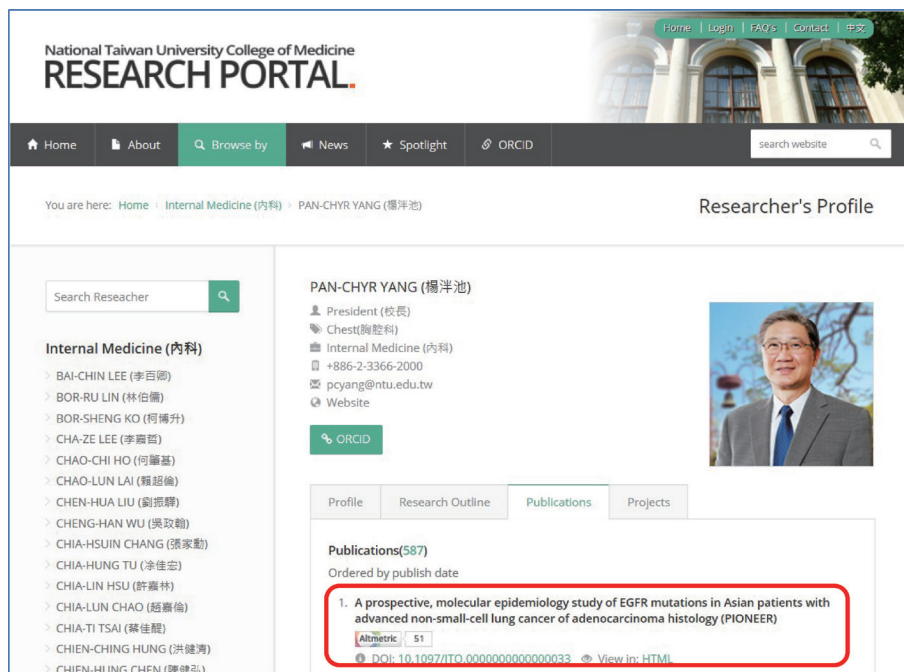 Home | Login | FAQ's | Contact | 中文
National Taiwan University College of Medicine
RESEARCH PORTAL.
Home About Browse by News Spotlight ORCID search website
You are here: Home Internal Medicine (內科) PAN-CHYR YANG (楊泮池) Researcher's Profile
Search Reseacher
Internal Medicine (內科)
BAI-CHIN LEE (李百卿)
BOR-RU LIN (林伯儒)
BOR-SHENG KO (柯博升)
CHA-ZE LEE (李嘉哲)
CHAO-CHI HO (何肇基)
CHAO-LUN LAI (賴超倫)
CHEN-HUA LIU (劉振驊)
CHENG-HAN WU (吳政翰)
CHIA-HSUIN CHANG (張家勳)
CHIA-HUNG TU (涂佳宏)
CHIA-LIN HSU (許嘉林)
CHIA-LUN CHAO (趙嘉倫)
CHIA-TI TSAI (蔡佳醍)
CHIEN-CHING HUNG (洪健清)
CHIEN-HUNG CHEN (陳健弘)
PAN-CHYR YANG (楊泮池)
President (校長)
Chest(胸腔科)
Internal Medicine (內科)
+886-2-3366-2000
pcyang@ntu.edu.tw
Website
ORCID
Profile Research Outline Publications Projects
Publications(587)
Ordered by publish date
1. A prospective, molecular epidemiology study of EGFR mutations in Asian patients with
advanced non-small-cell lung cancer of adenocarcinoma histology (PIONEER)
Altmetric 51
DOI: 10.1097/JTO.0000000000000033 View in: HTML